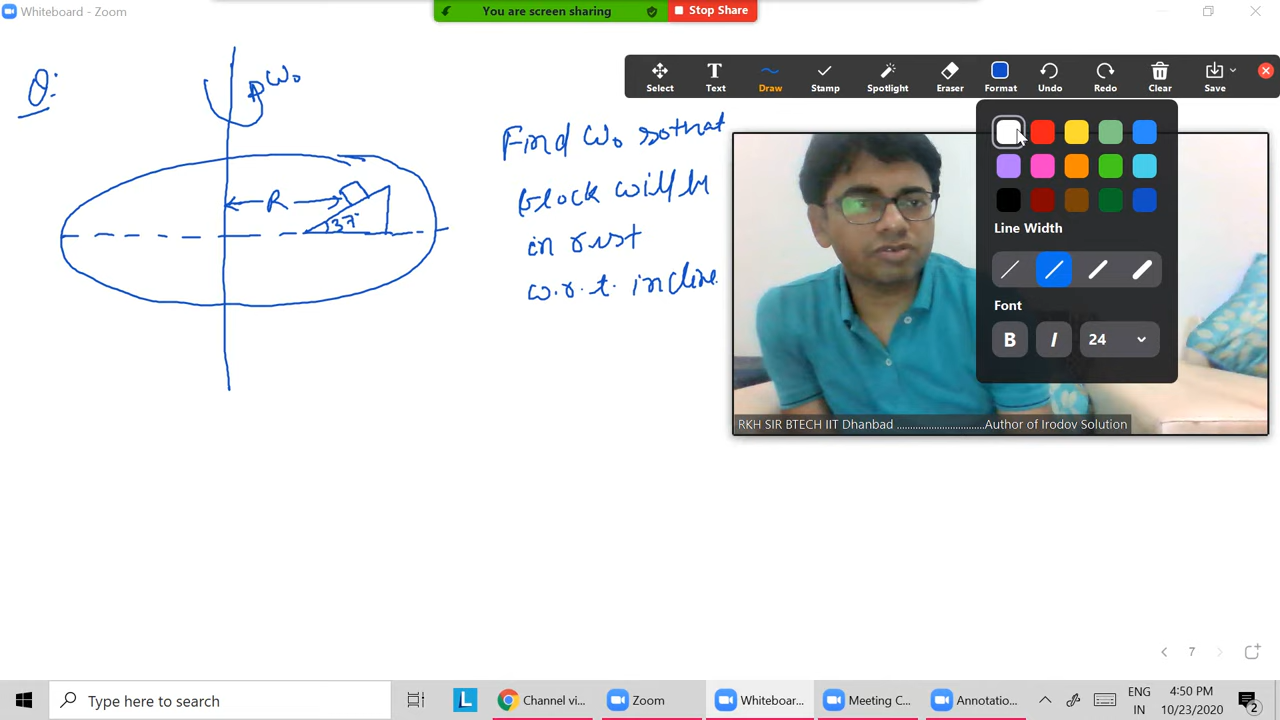 Whiteboard - Zoom
You are screen sharing
Stop Share
Select
Text
Draw
Stamp
Spotlight
Eraser
Format
Undo
Redo
Clear
Save
Q:
ω₀
R
37°
Find ω₀ so that
block will be
in rest
w.r.t. incline.
Line Width
Font
B
I
24
RKH SIR BTECH IIT Dhanbad ................................Author of Irodov Solution
7
Type here to search
L
Channel vi...
Zoom
Whiteboar...
Meeting C...
Annotatio...
ENG
IN
4:50 PM
10/23/2020
2